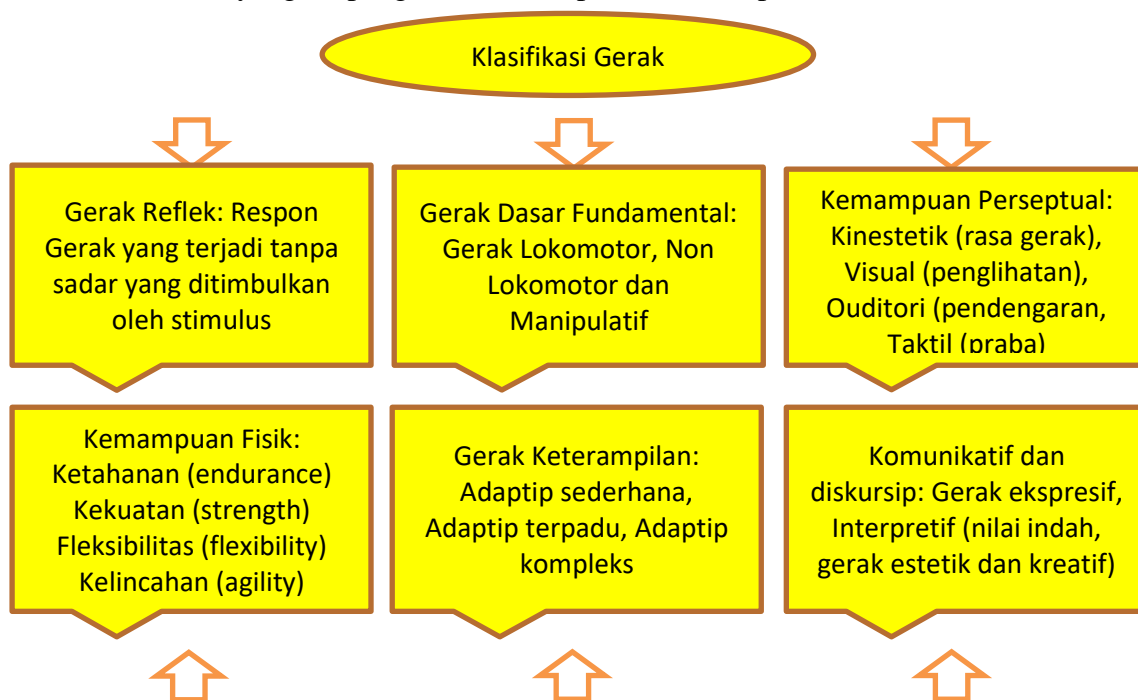 Klasifikasi Gerak
Gerak Reflek: Respon
Gerak yang terjadi tanpa
sadar yang ditimbulkan
oleh stimulus
Gerak Dasar Fundamental:
Gerak Lokomotor, Non
Lokomotor dan
Manipulatif
Kemampuan Perseptual:
Kinestetik (rasa gerak),
Visual (penglihatan),
Ouditori (pendengaran,
Taktil (praba)
Kemampuan Fisik:
Ketahanan (endurance)
Kekuatan (strength)
Fleksibilitas (flexibility)
Kelincahan (agility)
Gerak Keterampilan:
Adaptip sederhana,
Adaptip terpadu, Adaptip
kompleks
Komunikatif dan
diskursip: Gerak ekspresif,
Interpretif (nilai indah,
gerak estetik dan kreatif)